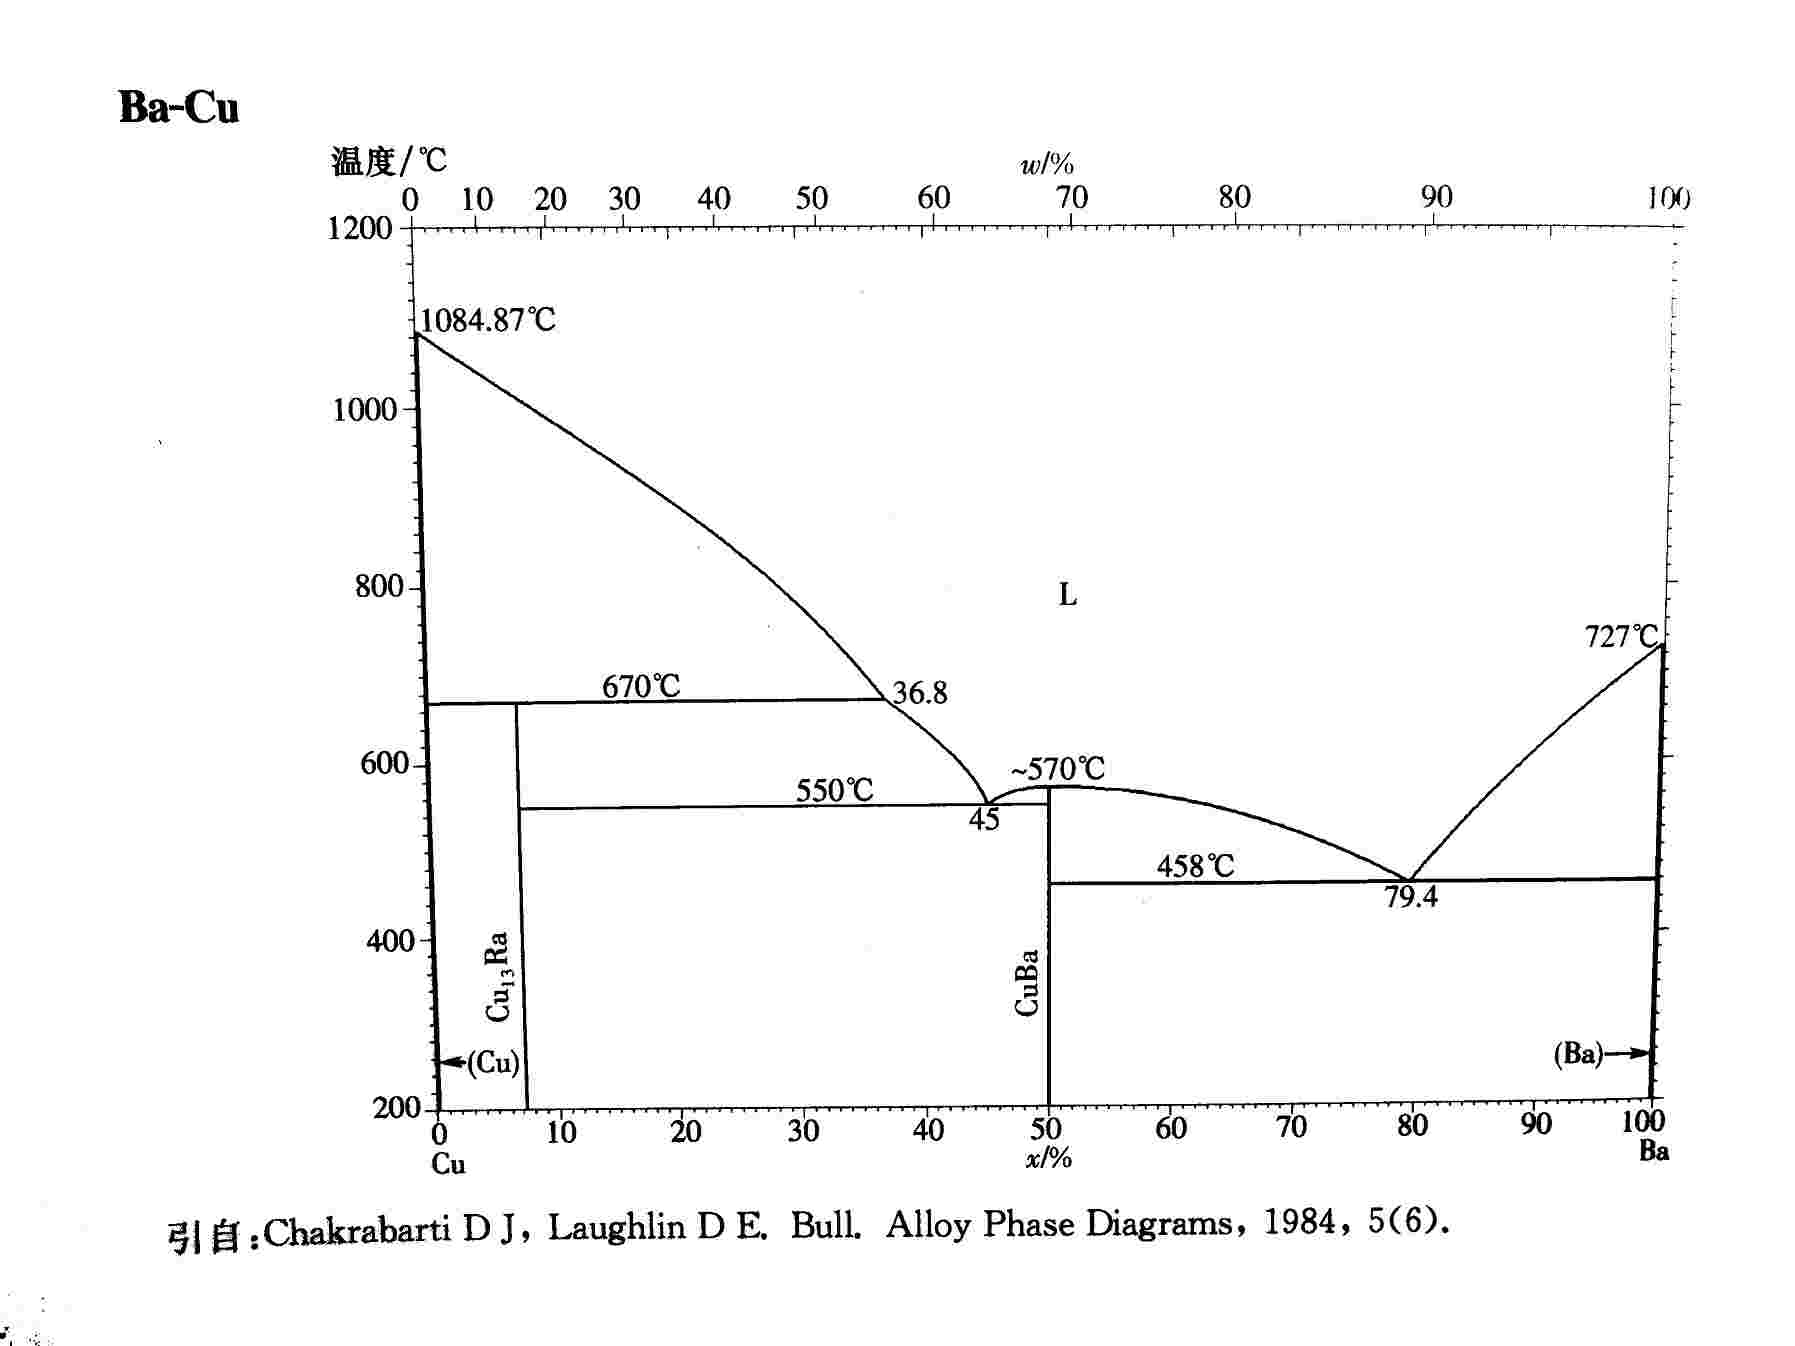 Ba-Cu
温度/℃
w/%
0 10 20 30 40 50 60 70 80 90 100
1200
1084.87℃
1000
800
L
727℃
670℃
36.8
600
~570℃
550℃
45
458℃
79.4
400
Cu₁₃Ra
CuBa
(Cu)
(Ba)
200
0 10 20 30 40 50 60 70 80 90 100
Cu
x/%
Ba
引自:Chakrabarti D J, Laughlin D E. Bull. Alloy Phase Diagrams, 1984, 5(6).